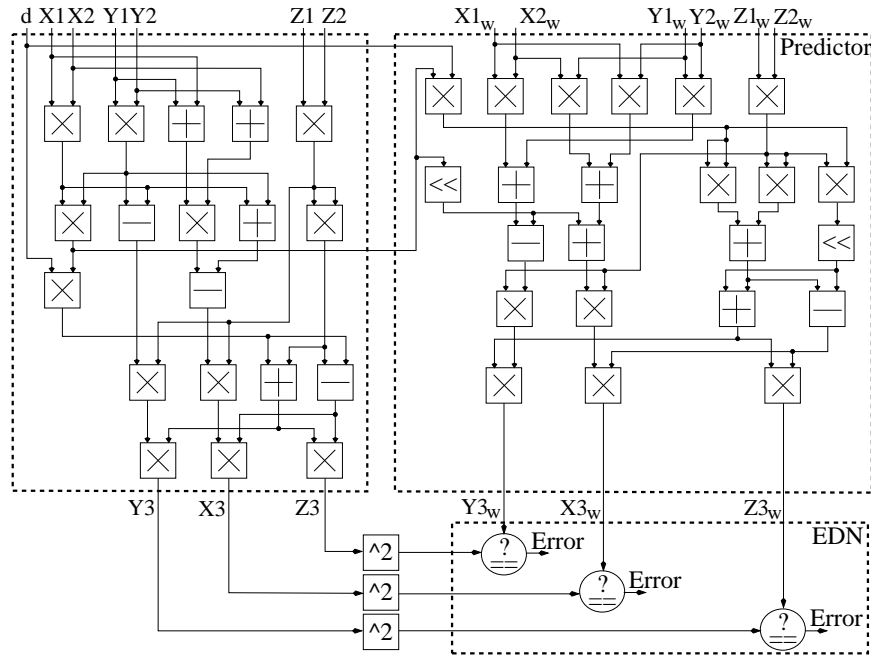 d X1 X2 Y1 Y2 Z1 Z2
X1w X2w Y1w Y2w Z1w Z2w
Predictor
× × + + ×
× × × × × ×
<< + + × × ×
× − × + ×
− + + <<
× −
× × + −
× × + −
× × ×
× × ×
Y3 X3 Z3
Y3w X3w Z3w
EDN
^2 ? == Error
^2 ? == Error
^2 ? == Error